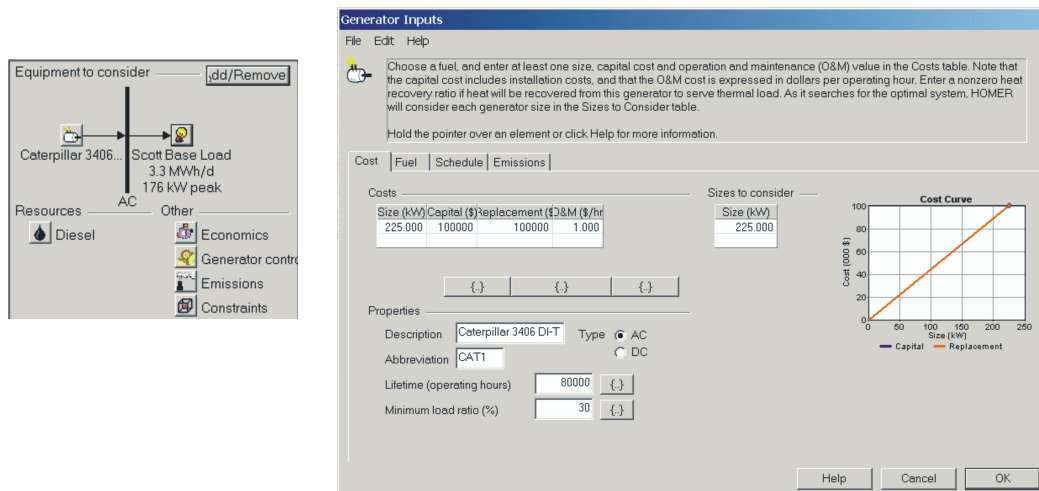 Equipment to consider
dd/Remove
Caterpillar 3406...
Scott Base Load
3.3 MWh/d
176 kW peak
AC
Resources
Other
Diesel
Economics
Generator contro
Emissions
Constraints
Generator Inputs
File Edit Help
Choose a fuel, and enter at least one size, capital cost and operation and maintenance (O&M) value in the Costs table. Note that
the capital cost includes installation costs, and that the O&M cost is expressed in dollars per operating hour. Enter a nonzero heat
recovery ratio if heat will be recovered from this generator to serve thermal load. As it searches for the optimal system, HOMER
will consider each generator size in the Sizes to Consider table.
Hold the pointer over an element or click Help for more information.
Cost Fuel Schedule Emissions
Costs
Size (kW) Capital ($) Replacement ($ O&M ($/hr
225.000 100000 100000 1.000
{..} {..} {..}
Sizes to consider
Size (kW)
225.000
Cost Curve
Cost (000 $)
100
80
60
40
20
0
0 50 100 150 200 250
Size (kW)
Capital Replacement
Properties
Description Caterpillar 3406 DI-T Type AC
DC
Abbreviation CAT1
Lifetime (operating hours) 80000 {..}
Minimum load ratio (%) 30 {..}
Help Cancel OK